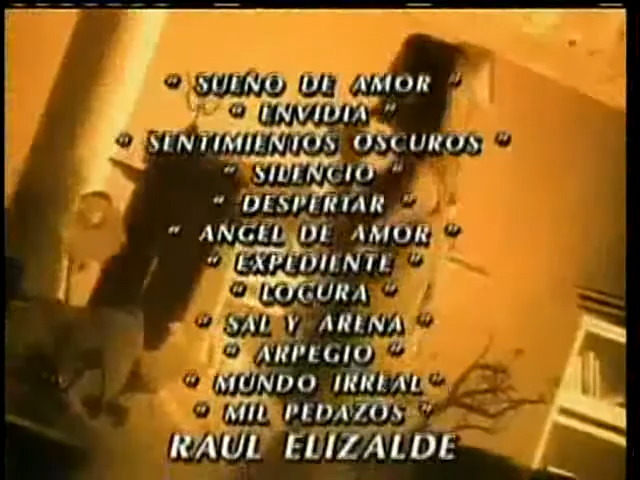 " SUEÑO DE AMOR "
" ENVIDIA "
" SENTIMIENTOS OSCUROS "
" SILENCIO "
" DESPERTAR "
" ANGEL DE AMOR "
" EXPEDIENTE "
" LOCURA "
" SAL Y ARENA "
" ARPEGIO "
" MUNDO IRREAL "
" MIL PEDAZOS "
RAUL ELIZALDE